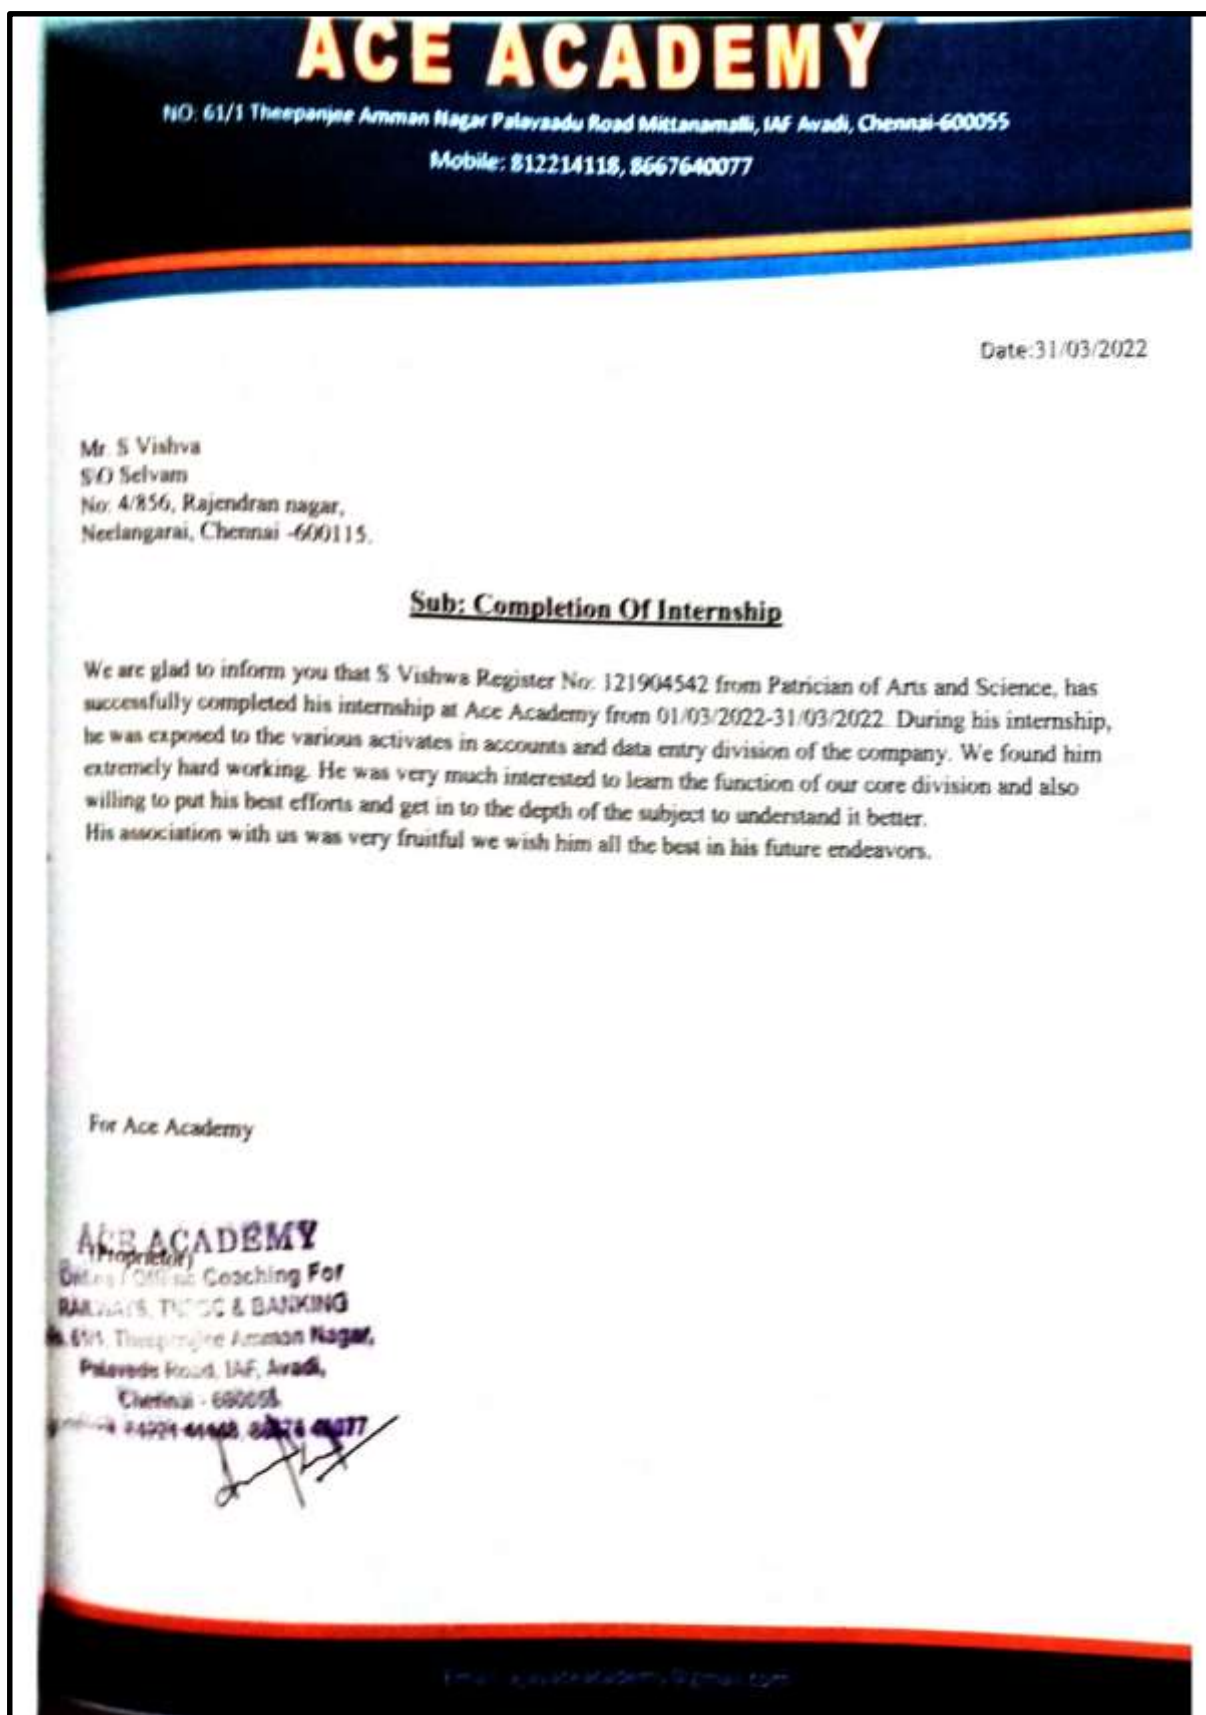 ACE ACADEMY
NO: 61/1 Theepanjee Amman Nagar Palavaadu Road Mittanamalli, IAF Avadi, Chennai-600055
Mobile: 812214118, 8667640077
Date:31/03/2022
Mr. S Vishva
S/O Selvam
No: 4/856, Rajendran nagar,
Neelangarai, Chennai -600115.
Sub: Completion Of Internship
We are glad to inform you that S Vishwa Register No: 121904542 from Patrician of Arts and Science, has
successfully completed his internship at Ace Academy from 01/03/2022-31/03/2022. During his internship,
he was exposed to the various activates in accounts and data entry division of the company. We found him
extremely hard working. He was very much interested to learn the function of our core division and also
willing to put his best efforts and get in to the depth of the subject to understand it better.
His association with us was very fruitful we wish him all the best in his future endeavors.
For Ace Academy
ACE ACADEMY
(Proprietor)
Coaching For
RAILWAYS, & BANKING
61/1, Theepanjee Amman Nagar,
Road, IAF, Avadi,
Chennai -